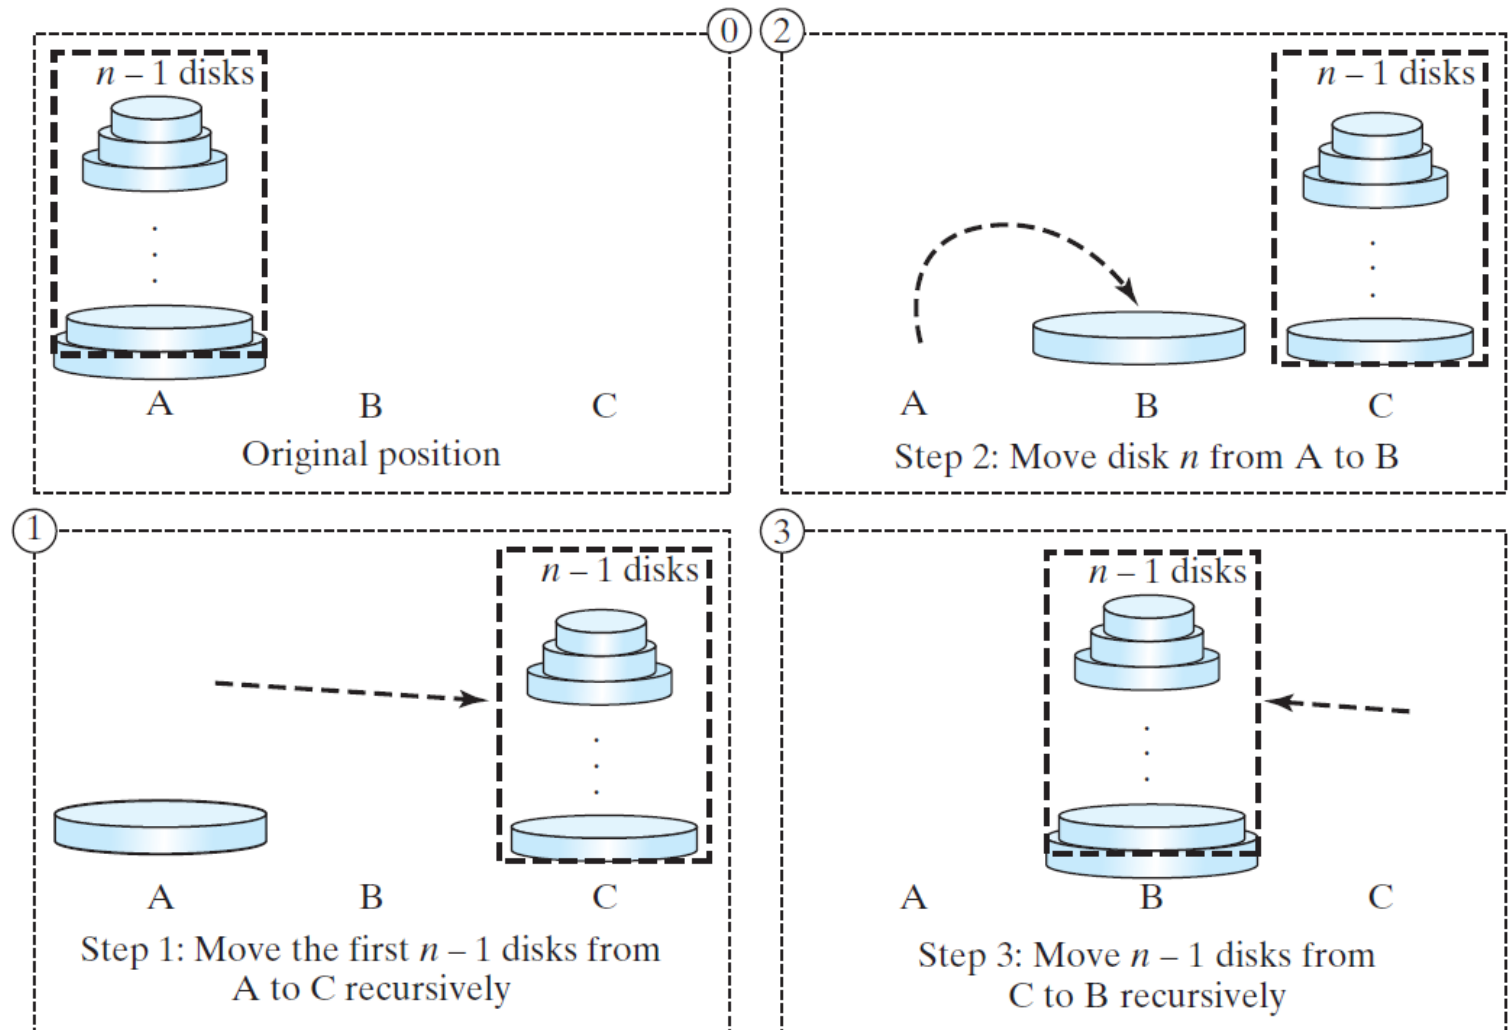 0
n – 1 disks
A B C
Original position
2
n – 1 disks
A B C
Step 2: Move disk n from A to B
1
n – 1 disks
A B C
Step 1: Move the first n – 1 disks from
A to C recursively
3
n – 1 disks
A B C
Step 3: Move n – 1 disks from
C to B recursively